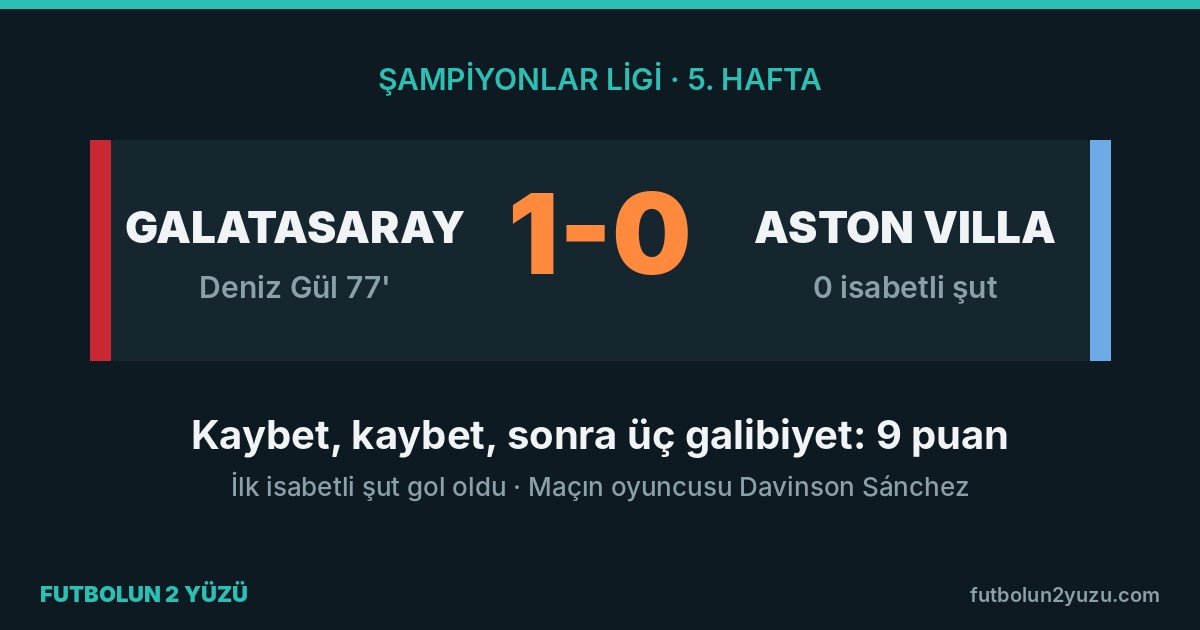 ŞAMPİYONLAR LİGİ · 5. HAFTA
GALATASARAY 1-0 ASTON VILLA
Deniz Gül 77' 0 isabetli şut
Kaybet, kaybet, sonra üç galibiyet: 9 puan
İlk isabetli şut gol oldu · Maçın oyuncusu Davinson Sánchez
FUTBOLUN 2 YÜZÜ futbolun2yuzu.com